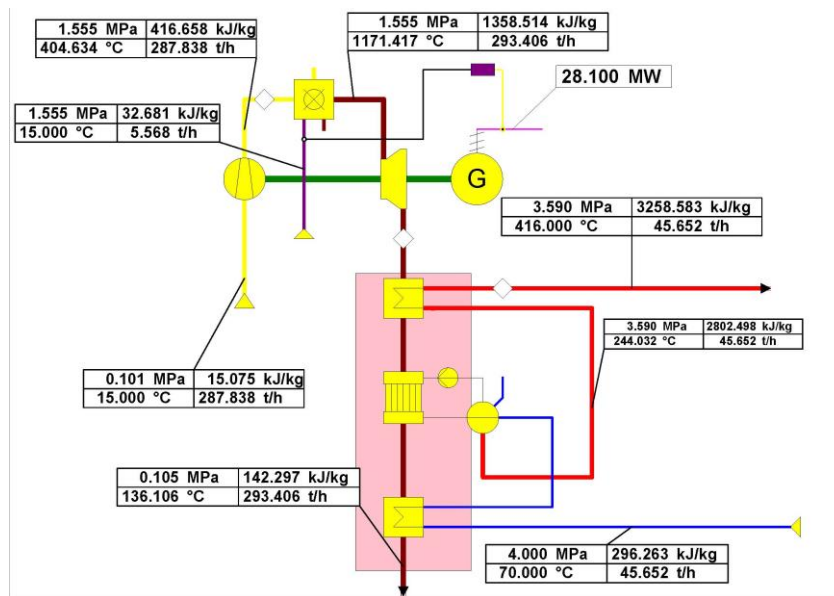 1.555 MPa 416.658 kJ/kg
404.634 °C 287.838 t/h
1.555 MPa 1358.514 kJ/kg
1171.417 °C 293.406 t/h
28.100 MW
1.555 MPa 32.681 kJ/kg
15.000 °C 5.568 t/h
G
3.590 MPa 3258.583 kJ/kg
416.000 °C 45.652 t/h
3.590 MPa 2802.498 kJ/kg
244.032 °C 45.652 t/h
0.101 MPa 15.075 kJ/kg
15.000 °C 287.838 t/h
0.105 MPa 142.297 kJ/kg
136.106 °C 293.406 t/h
4.000 MPa 296.263 kJ/kg
70.000 °C 45.652 t/h